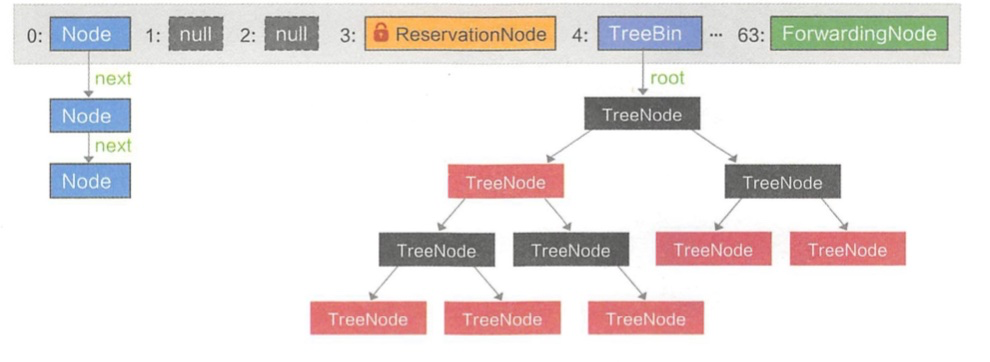 0: Node 1: null 2: null 3: ReservationNode 4: TreeBin ... 63: ForwardingNode
next root
Node TreeNode
next
Node TreeNode TreeNode
TreeNode TreeNode TreeNode TreeNode
TreeNode TreeNode TreeNode